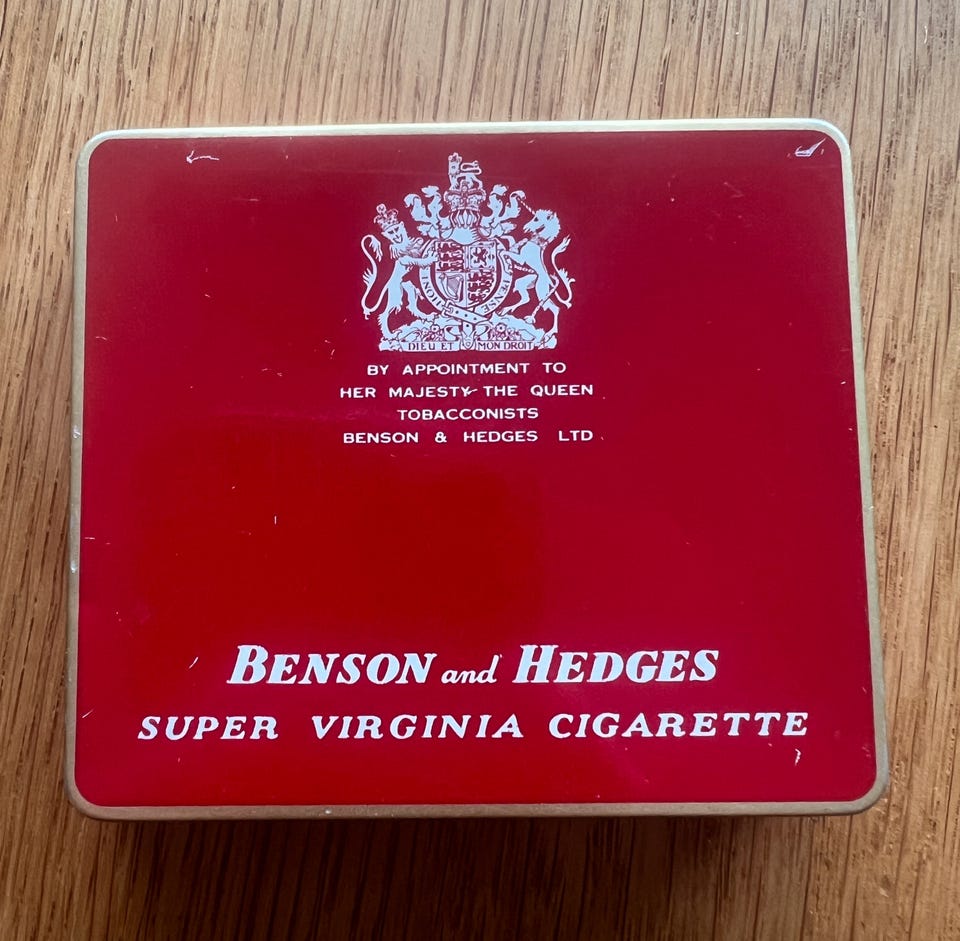 DIEU ET MON DROIT
BY APPOINTMENT TO
HER MAJESTY THE QUEEN
TOBACCONISTS
BENSON & HEDGES LTD
BENSON and HEDGES
SUPER VIRGINIA CIGARETTE